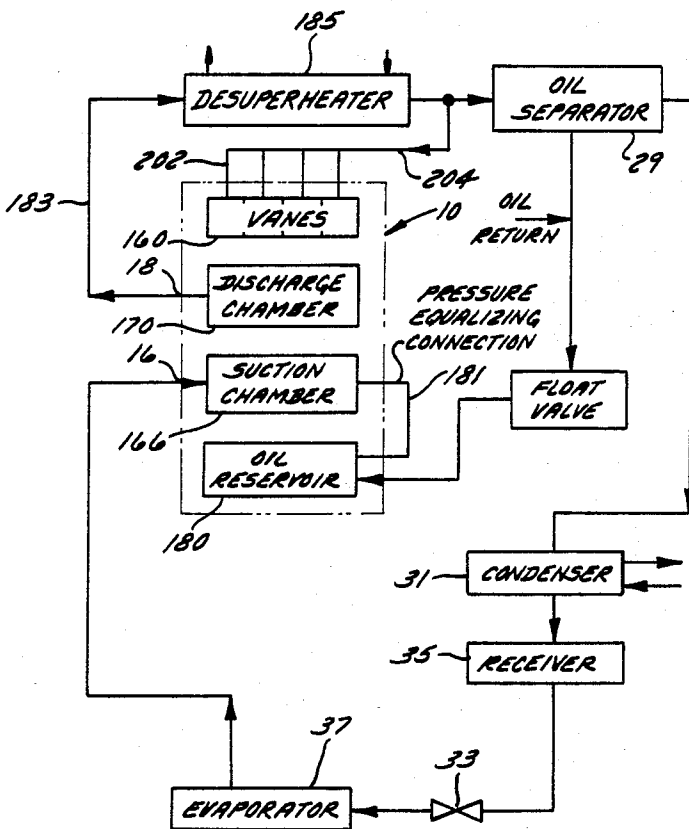 185
DESUPERHEATER
OIL
SEPARATOR
29
202
204
183
10
OIL
RETURN
VANES
160
18
DISCHARGE
CHAMBER
170
PRESSURE
EQUALIZING
CONNECTION
16
SUCTION
CHAMBER
181
166
FLOAT
VALVE
OIL
RESERVOIR
180
31
CONDENSER
35
RECEIVER
37
33
EVAPORATOR